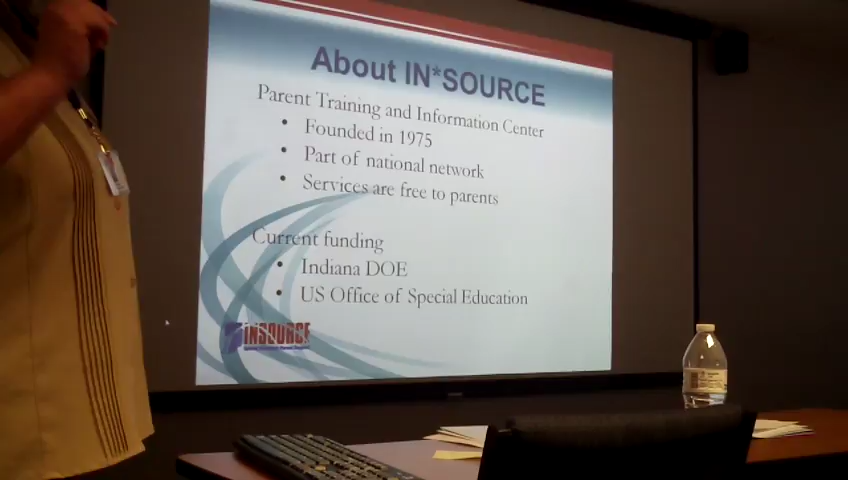 About IN*SOURCE
Parent Training and Information Center
• Founded in 1975
• Part of national network
• Services are free to parents
Current funding
• Indiana DOE
• US Office of Special Education
INSOURCE